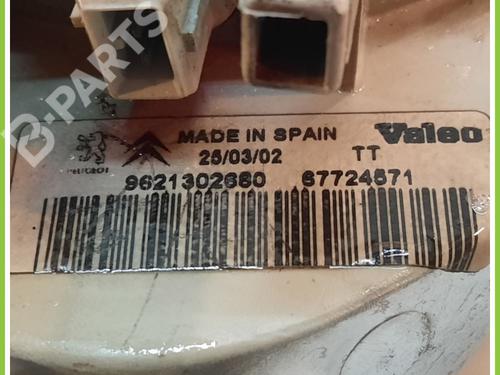 B-PARTS
MADE IN SPAIN Valeo
25/03/02 TT
PEUGEOT
9621302680 67724571